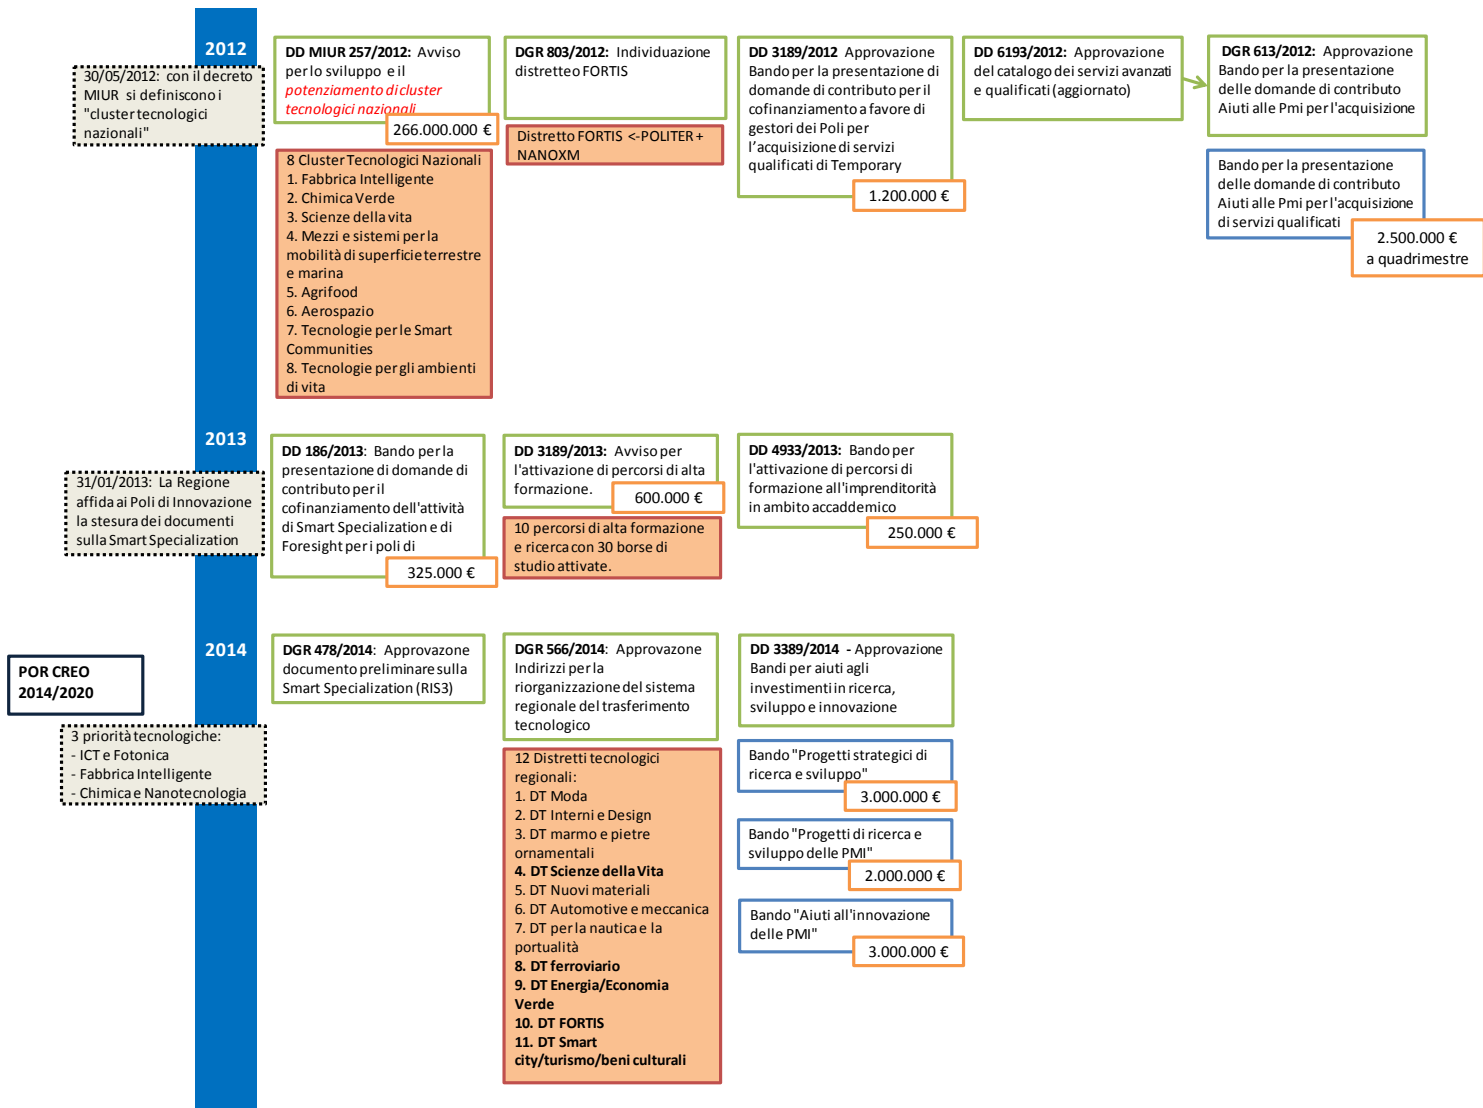 2012
30/05/2012: con il decreto
MIUR si definiscono i
"cluster tecnologici
nazionali"
DD MIUR 257/2012: Avviso
per lo sviluppo e il
potenziamento di cluster
tecnologici nazionali
266.000.000 €
8 Cluster Tecnologici Nazionali
1. Fabbrica Intelligente
2. Chimica Verde
3. Scienze della vita
4. Mezzi e sistemi per la
mobilità di superficie terrestre
e marina
5. Agrifood
6. Aerospazio
7. Tecnologie per le Smart
Communities
8. Tecnologie per gli ambienti
di vita
DGR 803/2012: Individuazione
distretteo FORTIS
Distretto FORTIS <-POLITER +
NANOXM
DD 3189/2012 Approvazione
Bando per la presentazione di
domande di contributo per il
cofinanziamento a favore di
gestori dei Poli per
l'acquisizione di servizi
qualificati di Temporary
1.200.000 €
DD 6193/2012: Approvazione
del catalogo dei servizi avanzati
e qualificati (aggiornato)
DGR 613/2012: Approvazione
Bando per la presentazione
delle domande di contributo
Aiuti alle Pmi per l'acquisizione
Bando per la presentazione
delle domande di contributo
Aiuti alle Pmi per l'acquisizione
di servizi qualificati
2.500.000 €
a quadrimestre
2013
31/01/2013: La Regione
affida ai Poli di Innovazione
la stesura dei documenti
sulla Smart Specialization
DD 186/2013: Bando per la
presentazione di domande di
contributo per il
cofinanziamento dell'attività
di Smart Specialization e di
Foresight per i poli di
325.000 €
DD 3189/2013: Avviso per
l'attivazione di percorsi di alta
formazione.
600.000 €
10 percorsi di alta formazione
e ricerca con 30 borse di
studio attivate.
DD 4933/2013: Bando per
l'attivazione di percorsi di
formazione all'imprenditorità
in ambito accaddemico
250.000 €
2014
POR CREO
2014/2020
3 priorità tecnologiche:
- ICT e Fotonica
- Fabbrica Intelligente
- Chimica e Nanotecnologia
DGR 478/2014: Approvazone
documento preliminare sulla
Smart Specialization (RIS3)
DGR 566/2014: Approvazone
Indirizzi per la
riorganizzazione del sistema
regionale del trasferimento
tecnologico
12 Distretti tecnologici
regionali:
1. DT Moda
2. DT Interni e Design
3. DT marmo e pietre
ornamentali
4. DT Scienze della Vita
5. DT Nuovi materiali
6. DT Automotive e meccanica
7. DT per la nautica e la
portualità
8. DT ferroviario
9. DT Energia/Economia
Verde
10. DT FORTIS
11. DT Smart
city/turismo/beni culturali
DD 3389/2014 - Approvazione
Bandi per aiuti agli
investimenti in ricerca,
sviluppo e innovazione
Bando "Progetti strategici di
ricerca e sviluppo"
3.000.000 €
Bando "Progetti di ricerca e
sviluppo delle PMI"
2.000.000 €
Bando "Aiuti all'innovazione
delle PMI"
3.000.000 €